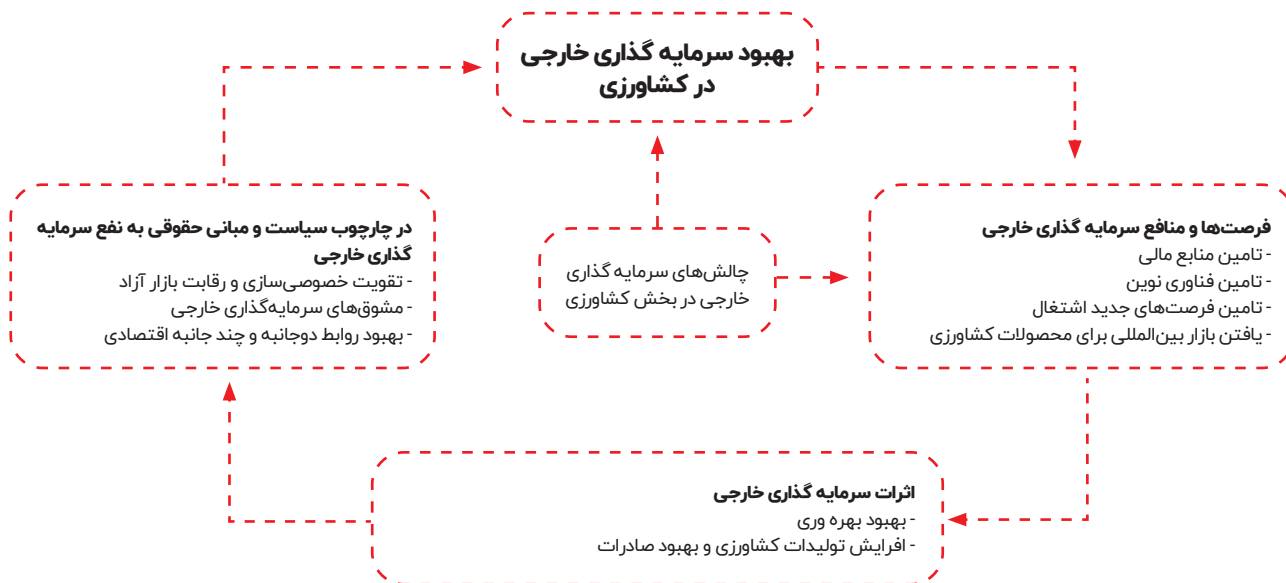 بهبود سرمایه گذاری خارجی
در کشاورزی
فرصت‌ها و منافع سرمایه گذاری خارجی
- تامین منابع مالی
- تامین فناوری نوین
- تامین فرصت‌های جدید اشتغال
- یافتن بازار بین‌المللی برای محصولات کشاورزی
چالش‌های سرمایه گذاری
خارجی در بخش کشاورزی
در چارچوب سیاست و مبانی حقوقی به نفع سرمایه
گذاری خارجی
- تقویت خصوصی‌سازی و رقابت بازار آزاد
- مشوق‌های سرمایه‌گذاری خارجی
- بهبود روابط دوجانبه و چند جانبه اقتصادی
اثرات سرمایه گذاری خارجی
- بهبود بهره وری
- افرایش تولیدات کشاورزی و بهبود صادرات